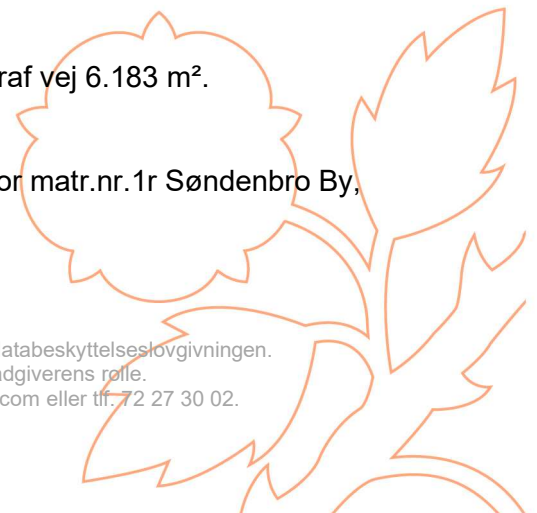 raf vej 6.183 m².
or matr.nr.1r Søndenbro By,
atabeskyttelseslovgivningen.
adgiverens rolle.
com eller tlf. 72 27 30 02.